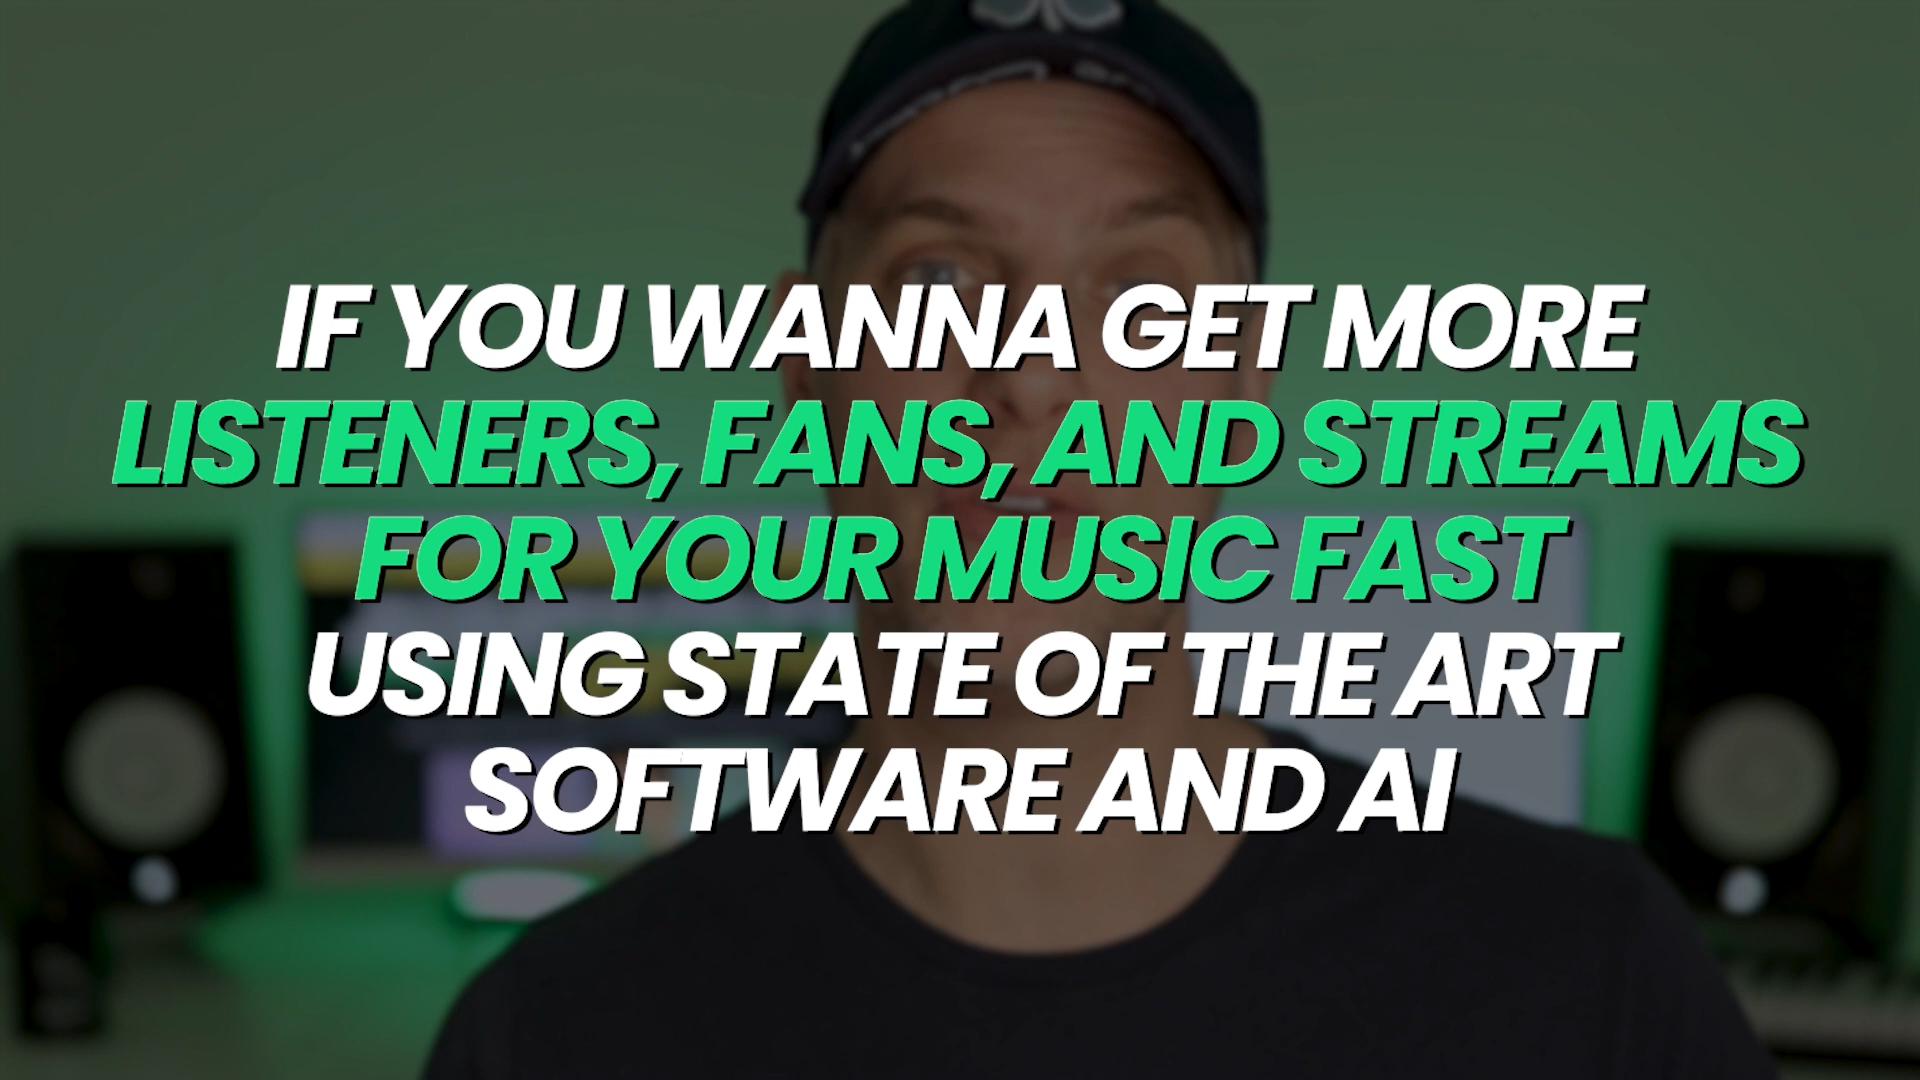 IF YOU WANNA GET MORE
LISTENERS, FANS, AND STREAMS
FOR YOUR MUSIC FAST
USING STATE OF THE ART
SOFTWARE AND AI